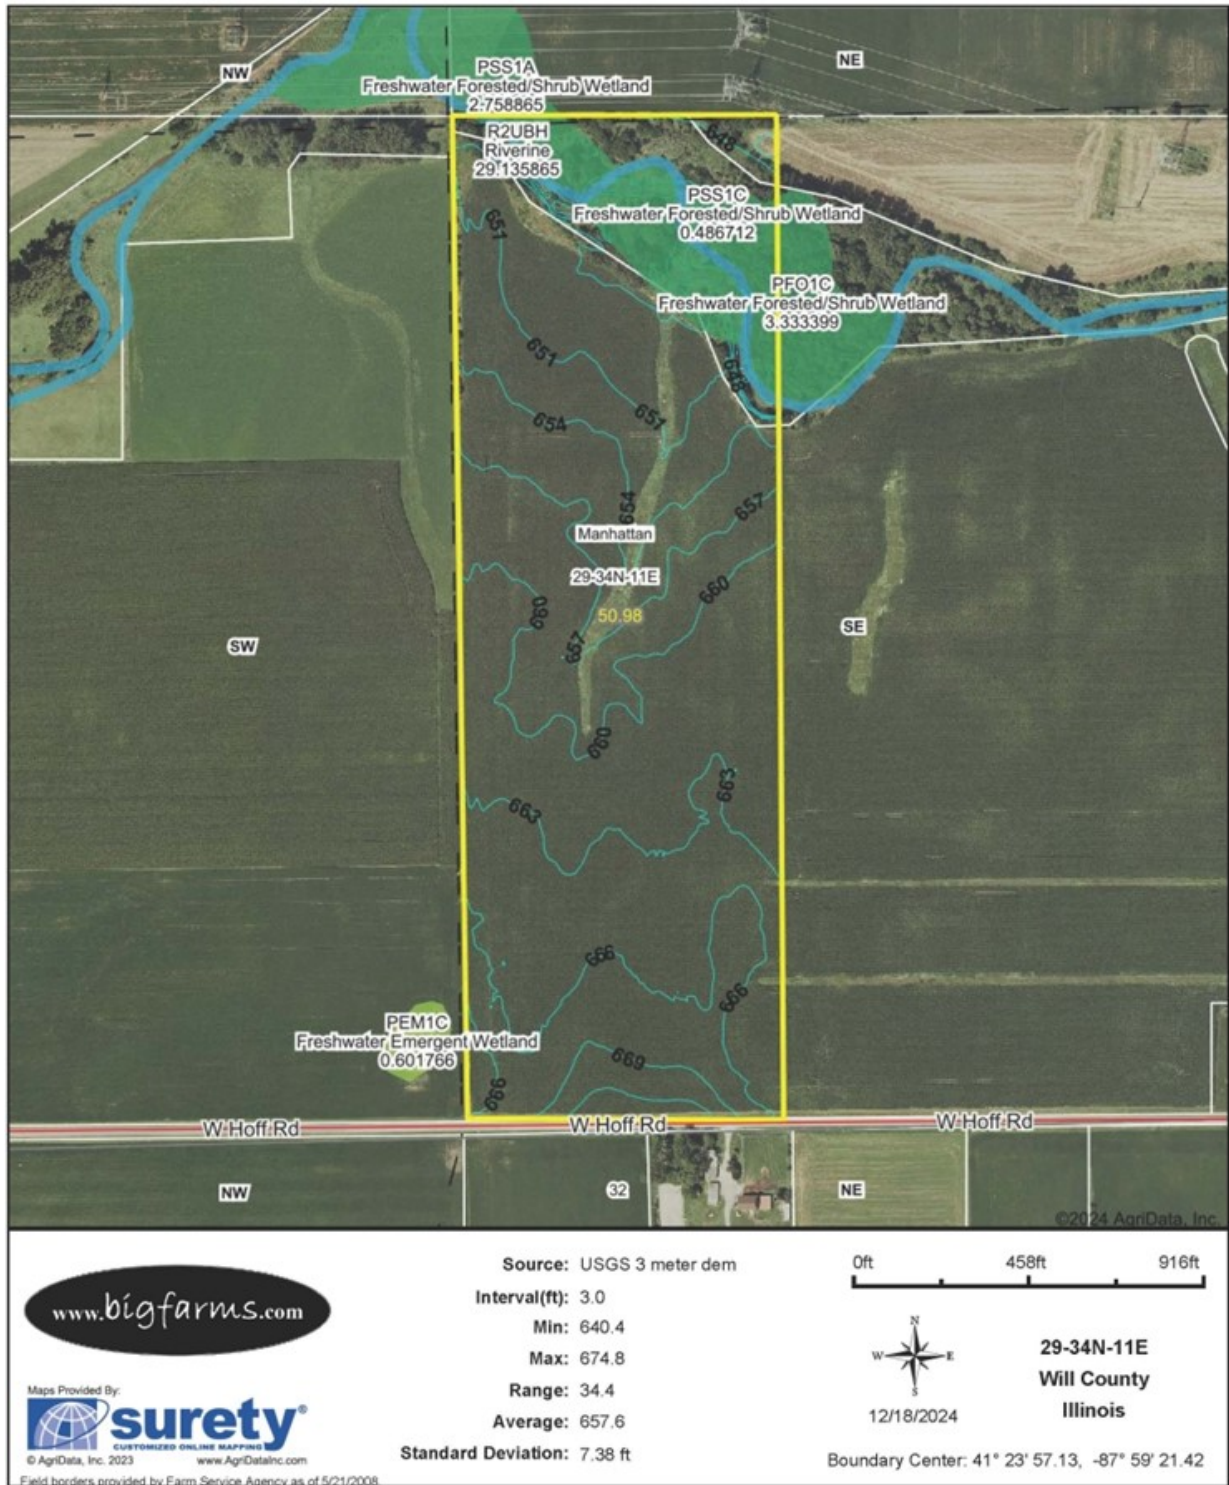 NW
NE
PSS1A
Freshwater Forested/Shrub Wetland
2.758865
R2UBH
Riverine
29.135865
648
PSS1C
Freshwater Forested/Shrub Wetland
0.486712
651
PFO1C
Freshwater Forested/Shrub Wetland
3.333399
651
648
654
651
654
657
Manhattan
29-34N-11E
660
660
50.98
SW
657
SE
660
663
663
666
666
PEM1C
Freshwater Emergent Wetland
0.601766
669
666
W Hoff Rd
W Hoff Rd
W Hoff Rd
NW
32
NE
©2024 AgriData, Inc.
www.bigfarms.com
Maps Provided By:
surety®
CUSTOMIZED ONLINE MAPPING
© AgriData, Inc. 2023 www.AgriDataInc.com
Field borders provided by Farm Service Agency as of 5/21/2008.
Source: USGS 3 meter dem
Interval(ft): 3.0
Min: 640.4
Max: 674.8
Range: 34.4
Average: 657.6
Standard Deviation: 7.38 ft
0ft 458ft 916ft
N
W E
S
12/18/2024
29-34N-11E
Will County
Illinois
Boundary Center: 41° 23' 57.13, -87° 59' 21.42